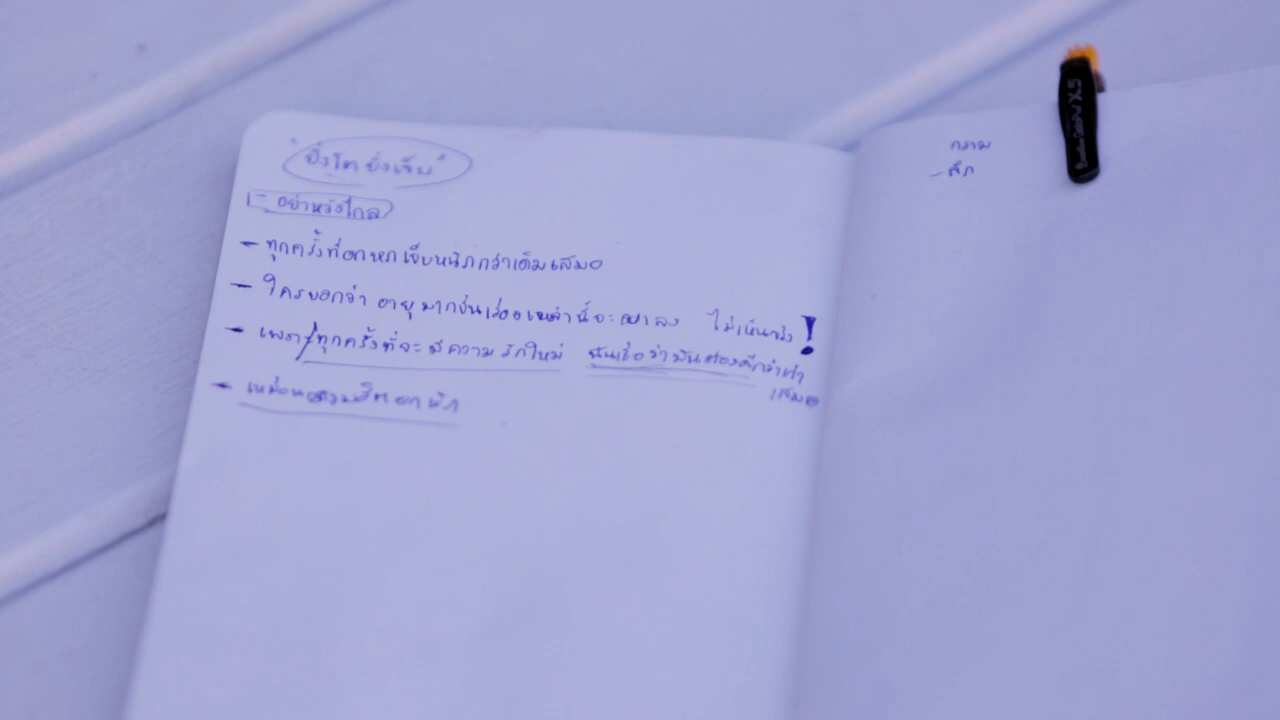 "ยิ่งโตยิ่งเจ็บ"
- อย่าหวังไกล
- ทุกครั้งที่อกหัก เจ็บหนักกว่าเดิมเสมอ
- ใครบอกว่า อายุมากขึ้นเรื่องเหล่านี้จะเบาลง ไม่เห็นจริง!
- เพราะทุกครั้งที่จะมีความรักใหม่ ฉันเชื่อว่ามันต้องดีกว่าเก่า
เสมอ
กราม
X5